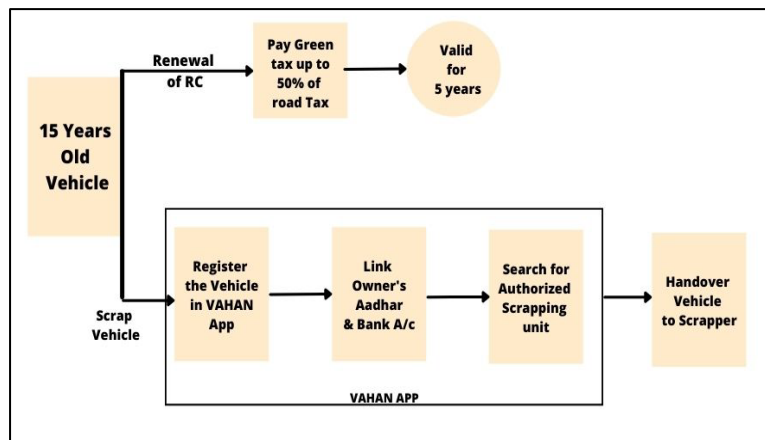 15 Years
Old
Vehicle
Renewal
of RC
Pay Green
tax up to
50% of
road Tax
Valid
for
5 years
Scrap
Vehicle
Register
the Vehicle
in VAHAN
App
Link
Owner's
Aadhar
& Bank A/c
Search for
Authorized
Scrapping
unit
Handover
Vehicle
to Scrapper
VAHAN APP